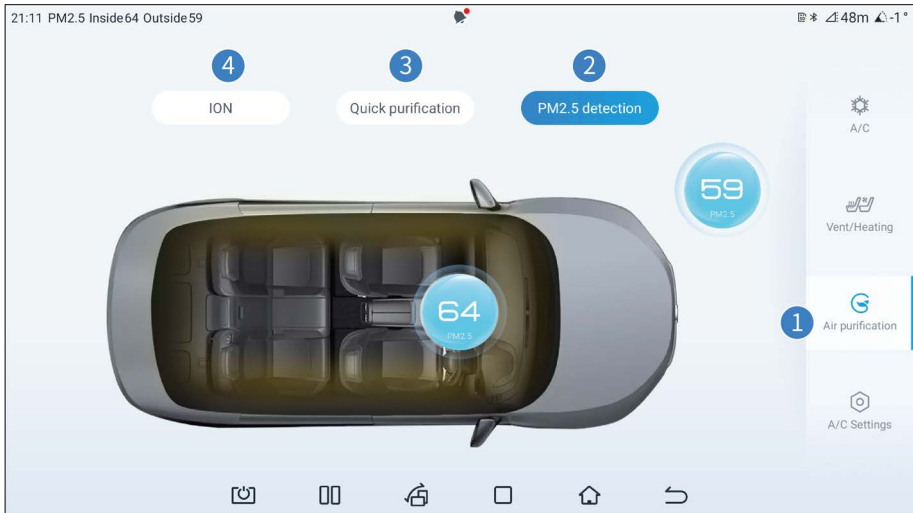 21:11 PM2.5 Inside64 Outside59
48m -1°
4
3
2
ION
Quick purification
PM2.5 detection
A/C
59
PM2.5
Vent/Heating
64
PM2.5
1
Air purification
A/C Settings